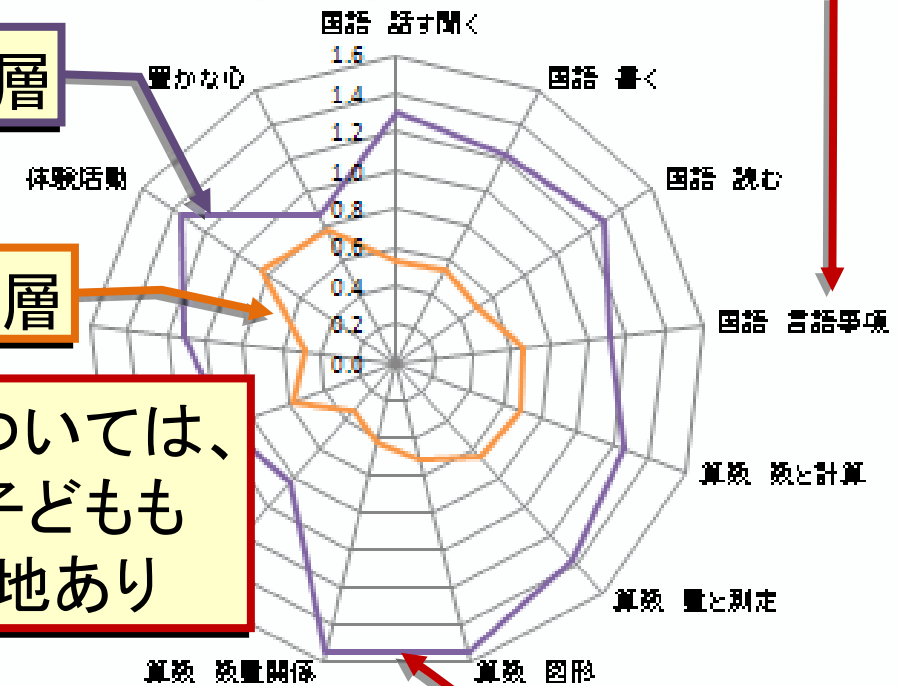 国語 話す聞く
1.6
1.4
1.2
1.0
0.8
0.6
0.4
0.2
0.0
国語 書く
国語 読む
国語 言語事項
算数 数と計算
算数 量と測定
算数 図形
算数 数量関係
体験活動
豊かな心
層
層
ついては、
子どもも
地あり